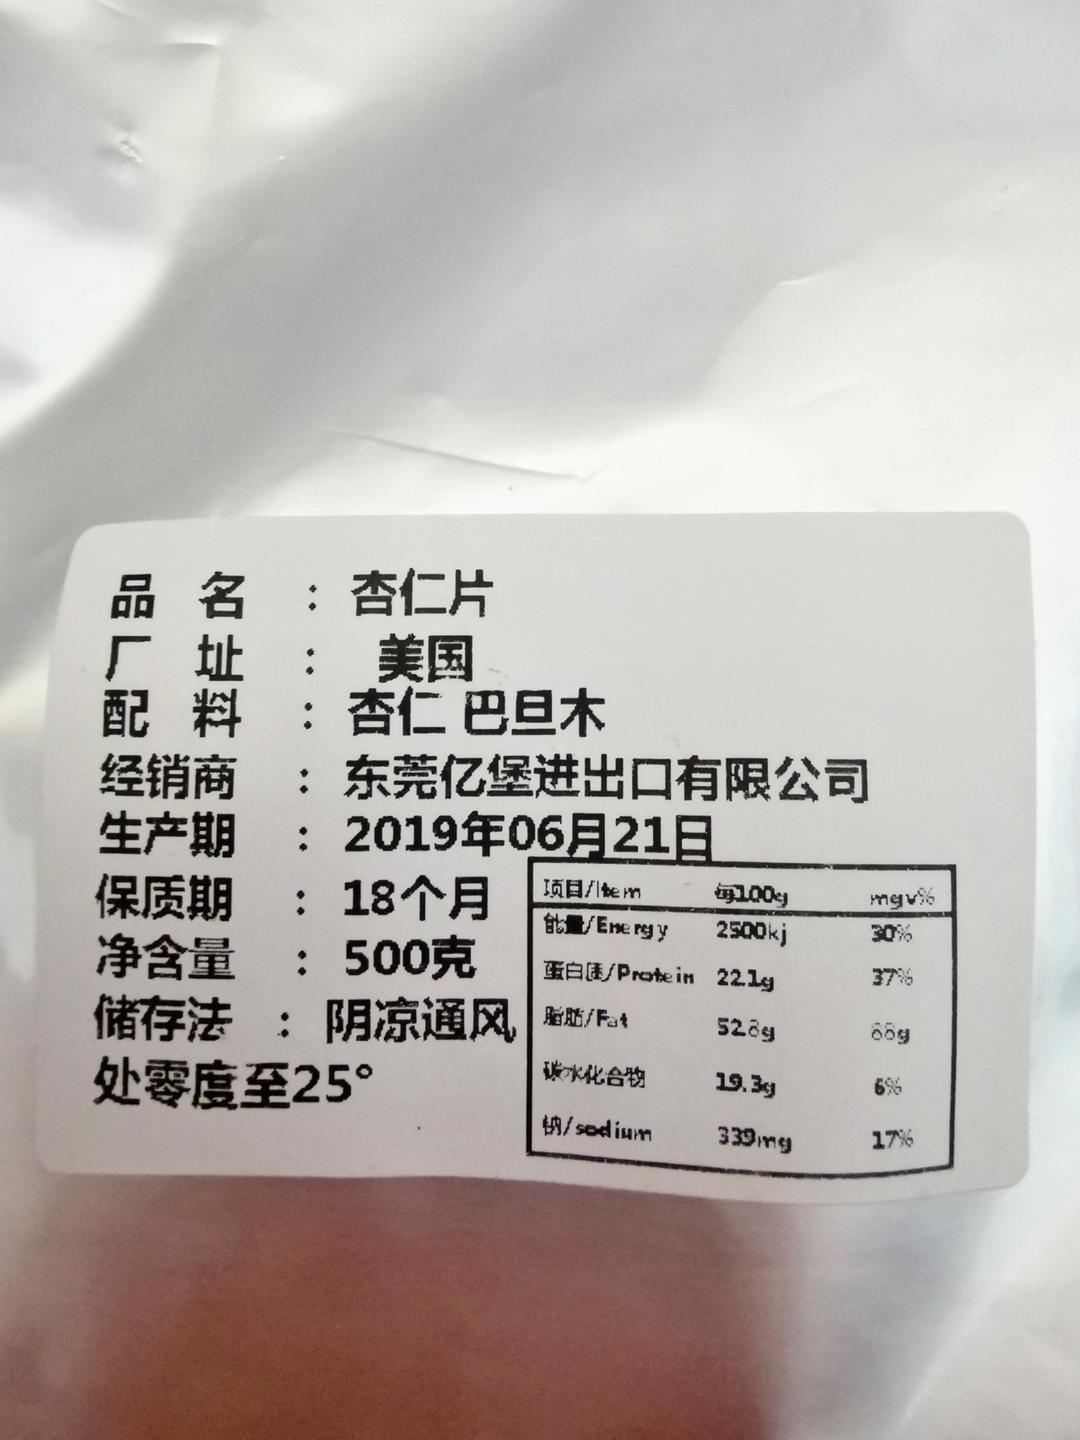 品 名 : 杏仁片
厂 址 : 美国
配 料 : 杏仁 巴旦木
经销商 : 东莞亿堡进出口有限公司
生产期 : 2019年06月21日
保质期 : 18个月
净含量 : 500克
储存法 : 阴凉通风
处零度至25°
项目/Item 每100g mgv%
能量/Energy 2500kj 30%
蛋白质/Protein 22.1g 37%
脂肪/Fat 52.8g 88g
碳水化合物 19.3g 6%
钠/sodium 339mg 17%